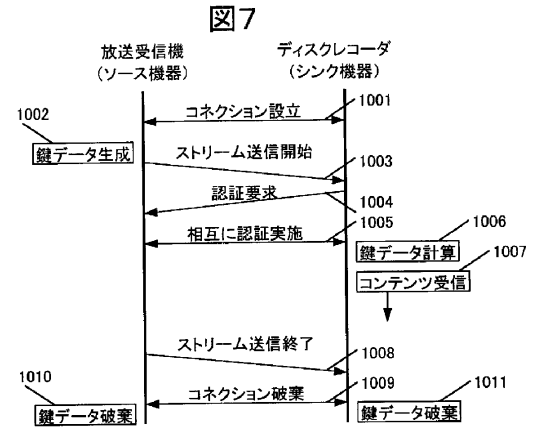 図7
放送受信機
(ソース機器)
ディスクレコーダ
(シンク機器)
コネクション設立
1001
1002
鍵データ生成
ストリーム送信開始
1003
認証要求
1004
1005
相互に認証実施
1006
鍵データ計算
1007
コンテンツ受信
ストリーム送信終了
1008
1009
コネクション破棄
1010
鍵データ破棄
1011
鍵データ破棄